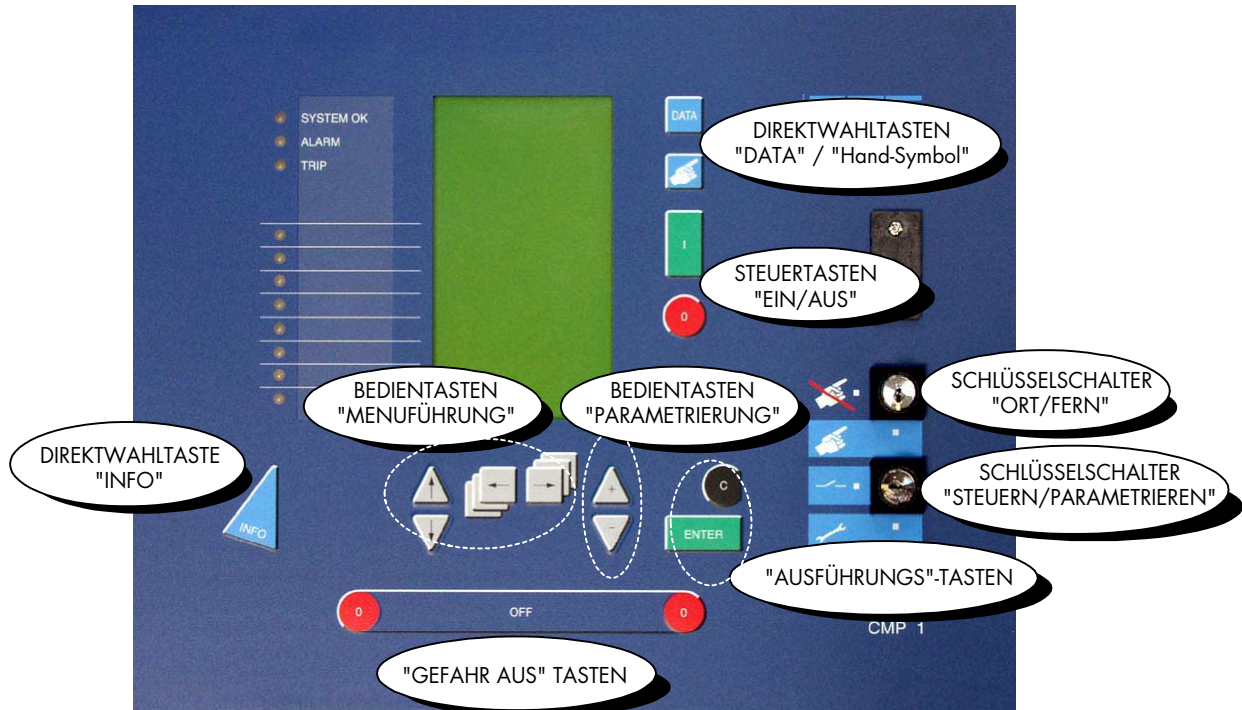 SYSTEM OK
ALARM
TRIP
DATA
DIREKTWAHLTASTEN
"DATA" / "Hand-Symbol"
I
STEUERTASTEN
"EIN/AUS"
0
BEDIENTASTEN
"MENUFÜHRUNG"
BEDIENTASTEN
"PARAMETRIERUNG"
SCHLÜSSELSCHALTER
"ORT/FERN"
DIREKTWAHLTASTE
"INFO"
SCHLÜSSELSCHALTER
"STEUERN/PARAMETRIEREN"
INFO
+
−
C
ENTER
"AUSFÜHRUNGS"-TASTEN
0
OFF
0
CMP 1
"GEFAHR AUS" TASTEN